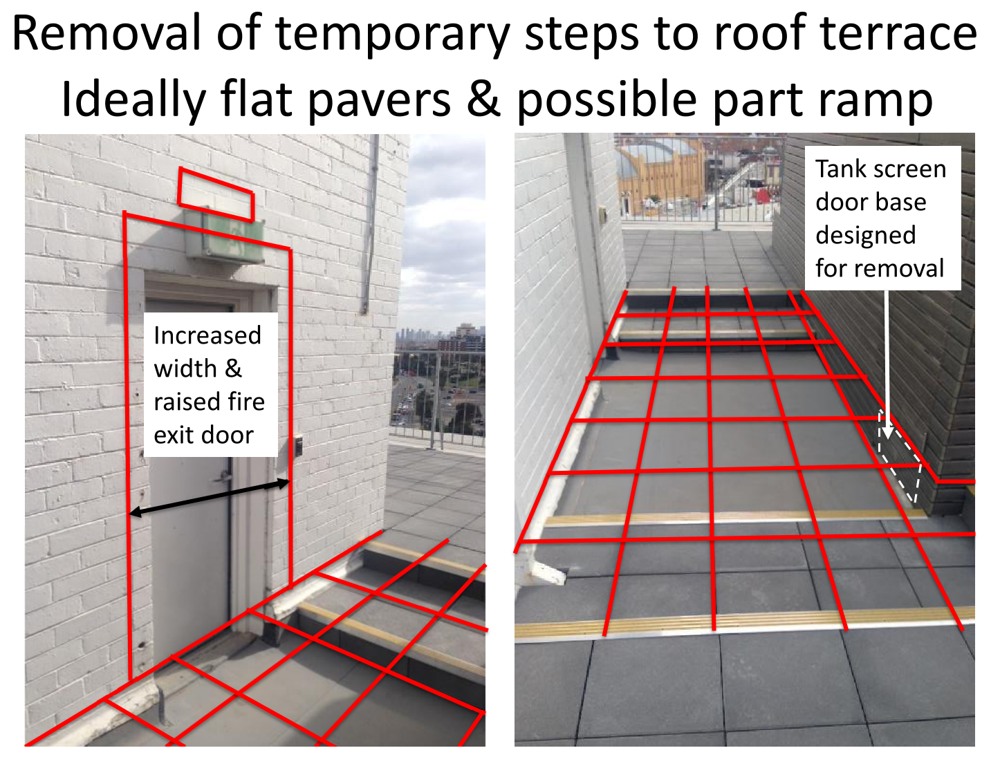 Removal of temporary steps to roof terrace
Ideally flat pavers & possible part ramp
Increased
width &
raised fire
exit door
Tank screen
door base
designed
for removal